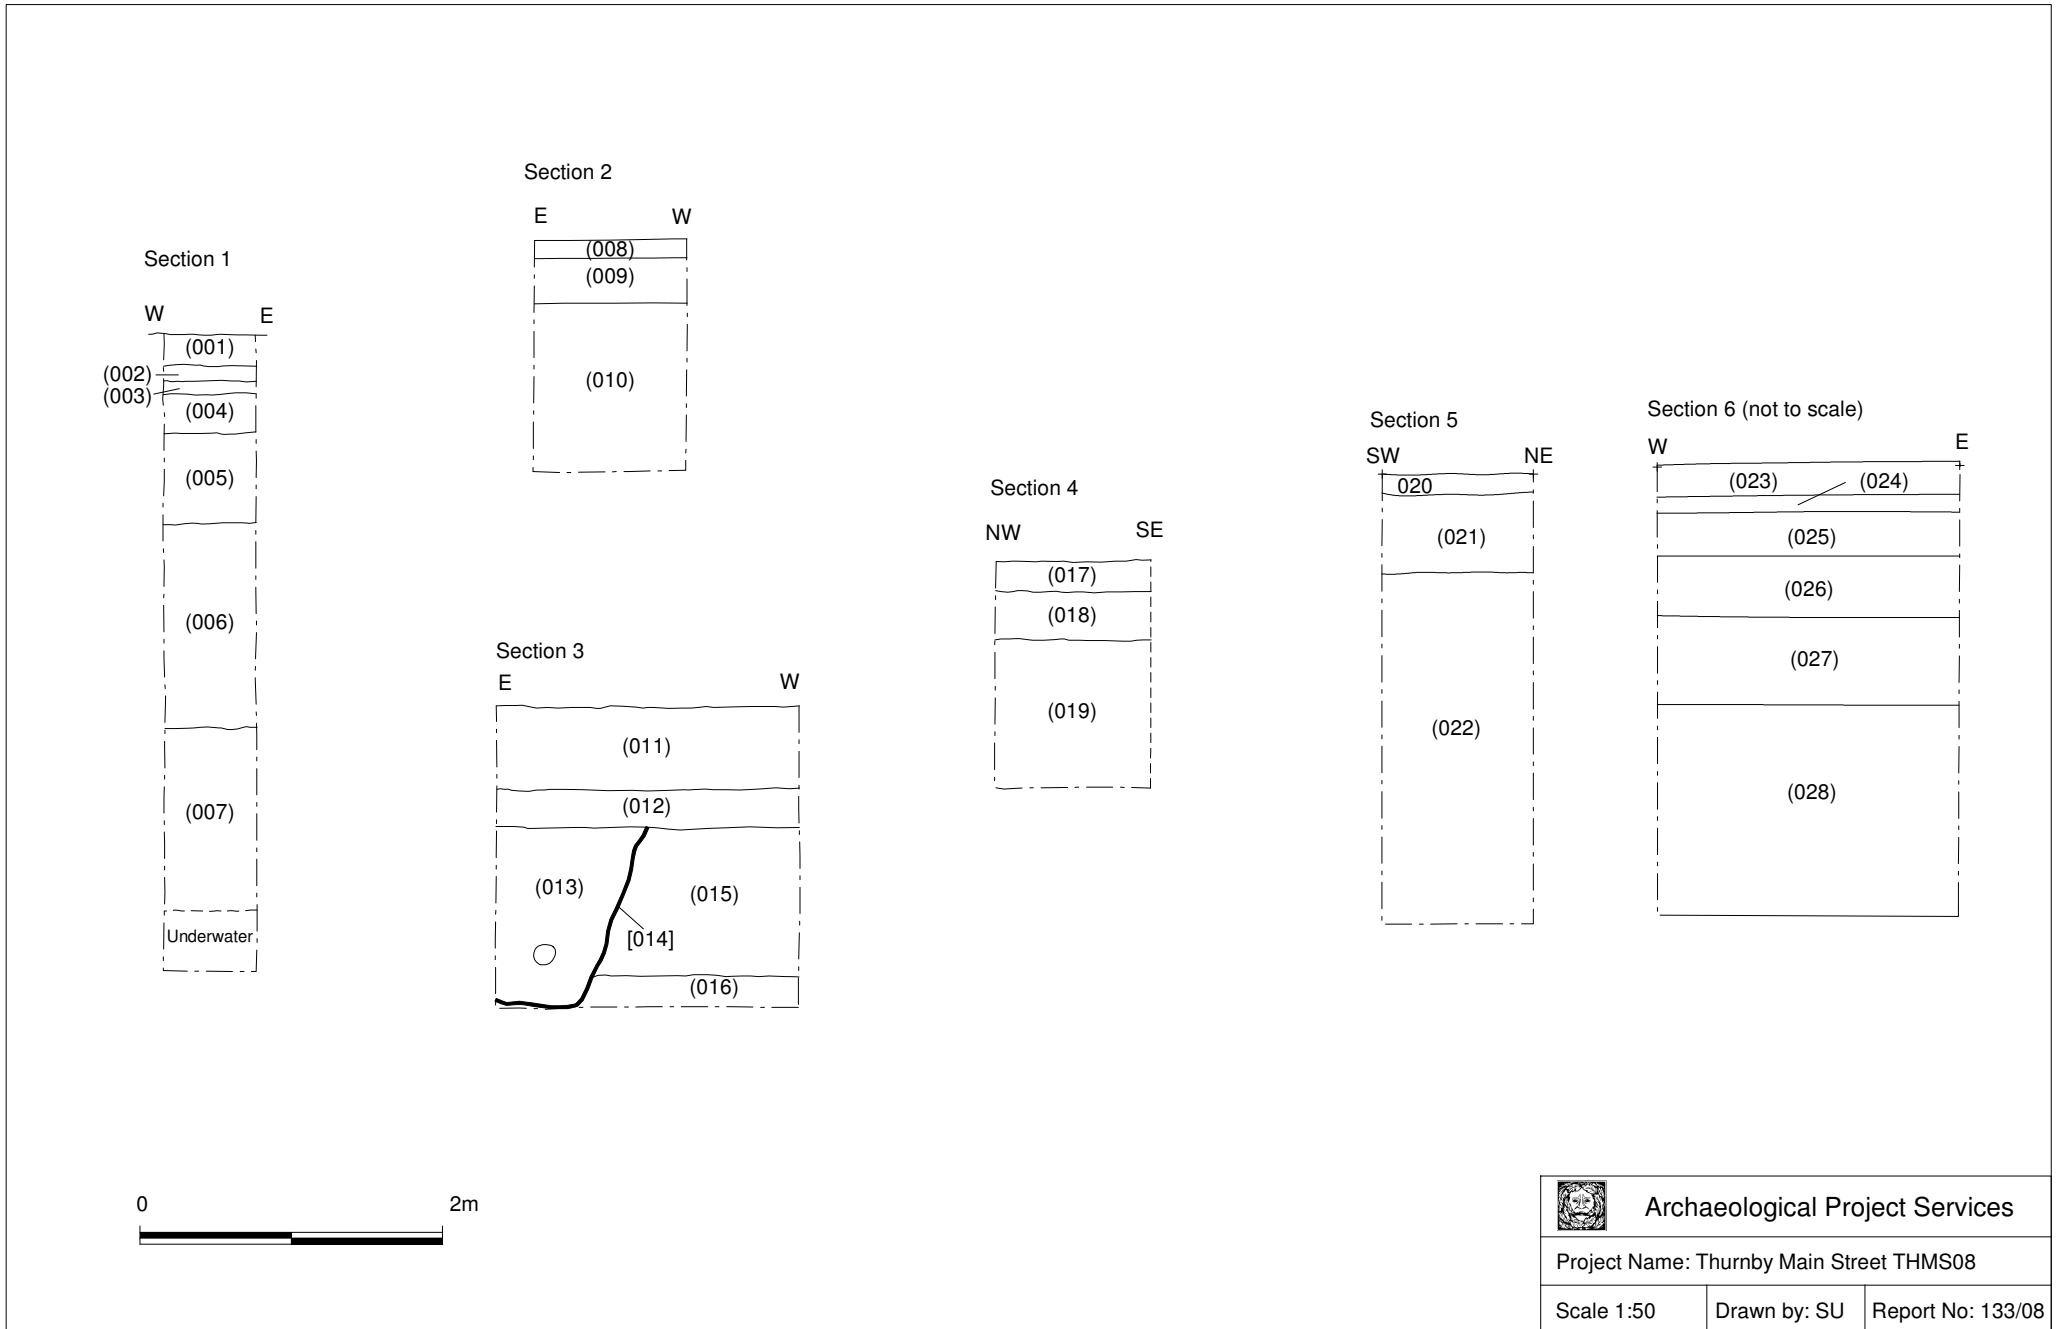 Section 1
W E
(001)
(002)
(003)
(004)
(005)
(006)
(007)
Underwater
Section 2
E W
(008)
(009)
(010)
Section 3
E W
(011)
(012)
(013)
(015)
[014]
(016)
Section 4
NW SE
(017)
(018)
(019)
Section 5
SW NE
020
(021)
(022)
Section 6 (not to scale)
W E
(023) (024)
(025)
(026)
(027)
(028)
0 2m
Archaeological Project Services
Project Name: Thurnby Main Street THMS08
Scale 1:50 Drawn by: SU Report No: 133/08